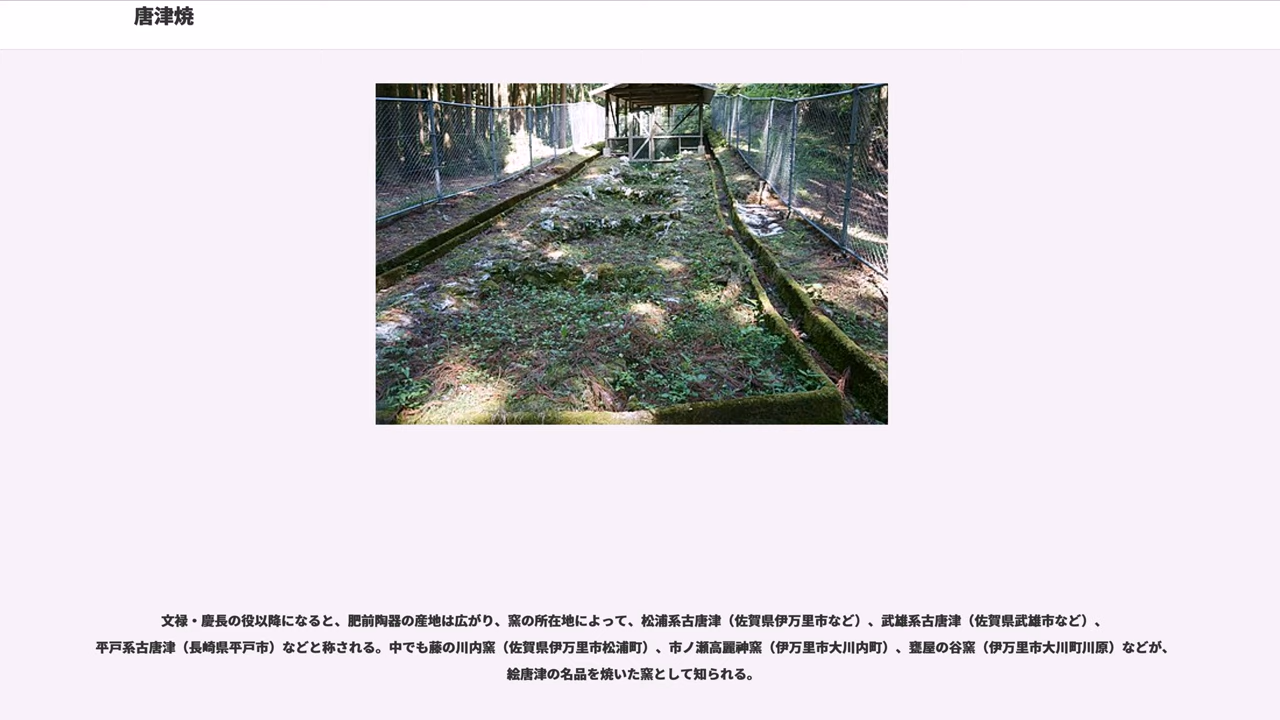 唐津焼
文禄・慶長の役以降になると、肥前陶器の産地は広がり、窯の所在地によって、松浦系古唐津（佐賀県伊万里市など）、武雄系古唐津（佐賀県武雄市など）、
平戸系古唐津（長崎県平戸市）などと称される。中でも藤の川内窯（佐賀県伊万里市松浦町）、市ノ瀬高麗神窯（伊万里市大川内町）、甕屋の谷窯（伊万里市大川町川原）などが、
絵唐津の名品を焼いた窯として知られる。